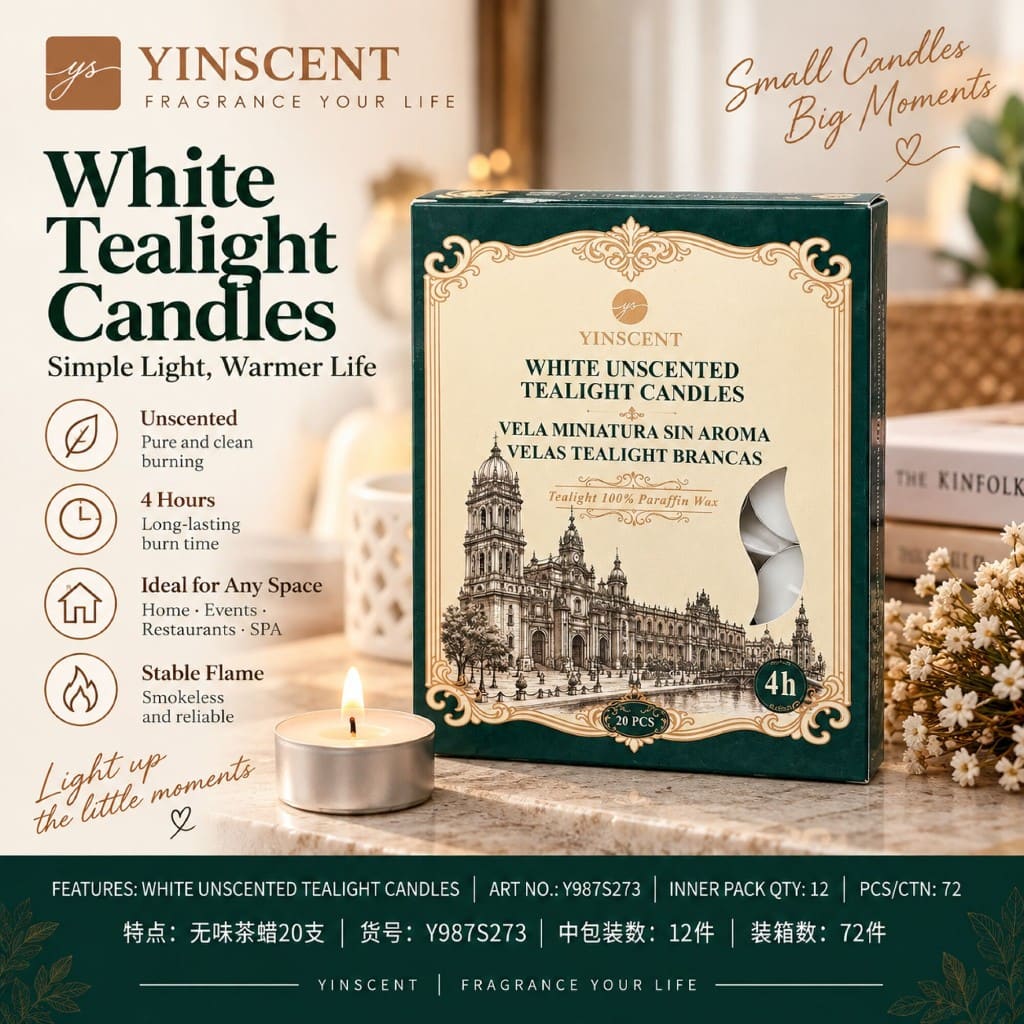 ys
YINSCENT
FRAGRANCE YOUR LIFE
Small Candles
Big Moments
White
Tealight
Candles
Simple Light, Warmer Life
Unscented
Pure and clean
burning
4 Hours
Long-lasting
burn time
Ideal for Any Space
Home · Events ·
Restaurants · SPA
Stable Flame
Smokeless
and reliable
Light up
the little moments
ys
YINSCENT
WHITE UNSCENTED
TEALIGHT CANDLES
VELA MINIATURA SIN AROMA
VELAS TEALIGHT BRANCAS
Tealight 100% Paraffin Wax
4h
20 PCS
THE KINFOLK
FEATURES: WHITE UNSCENTED TEALIGHT CANDLES | ART NO.: Y987S273 | INNER PACK QTY: 12 | PCS/CTN: 72
特点：无味茶蜡20支 | 货号：Y987S273 | 中包装数：12件 | 装箱数：72件
YINSCENT | FRAGRANCE YOUR LIFE